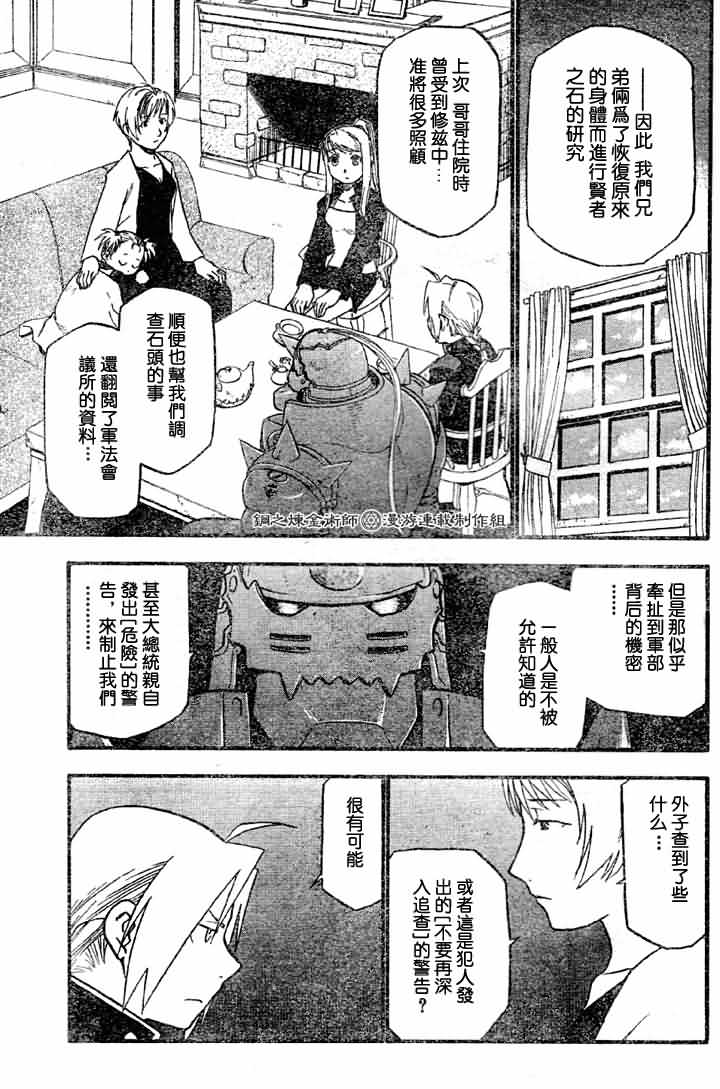 ——因此 我們兄
弟倆爲了恢復原來
的身體而進行賢者
之石的研究
上次 哥哥住院時
曾受到修兹中
准將很多照顧
…
順便也幫我們調
查石頭的事
還翻閱了軍法會
議所的資料…
鋼之煉金術師 漫游連載制作組
但是那似乎
牽扯到軍部
背后的機密
一般人是不被
允許知道的
甚至大總統親自
發出[危險]的警
告，來制止我們
…………
外子查到了些
什么…
或者這是犯人發
出的[不要再深
入追查]的警告？
很有可能